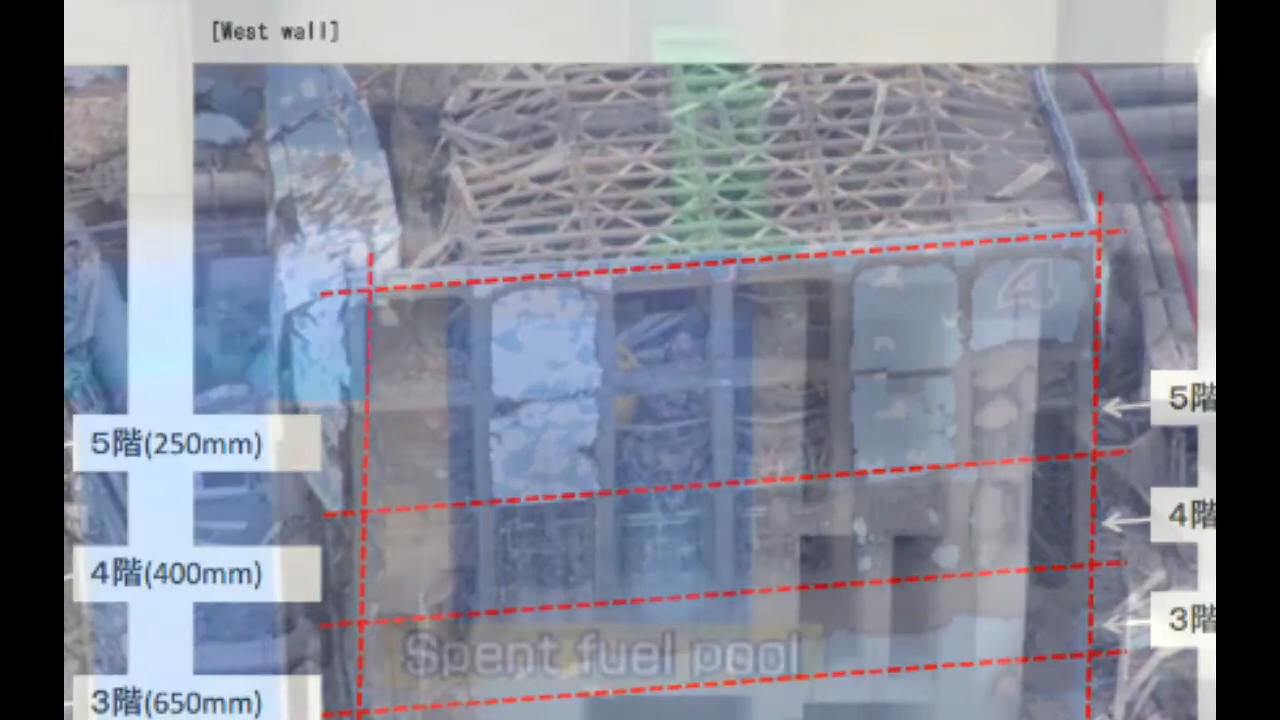 [West wall]
4
5階
5階(250mm)
4階
4階(400mm)
3階
Spent fuel pool
3階(650mm)